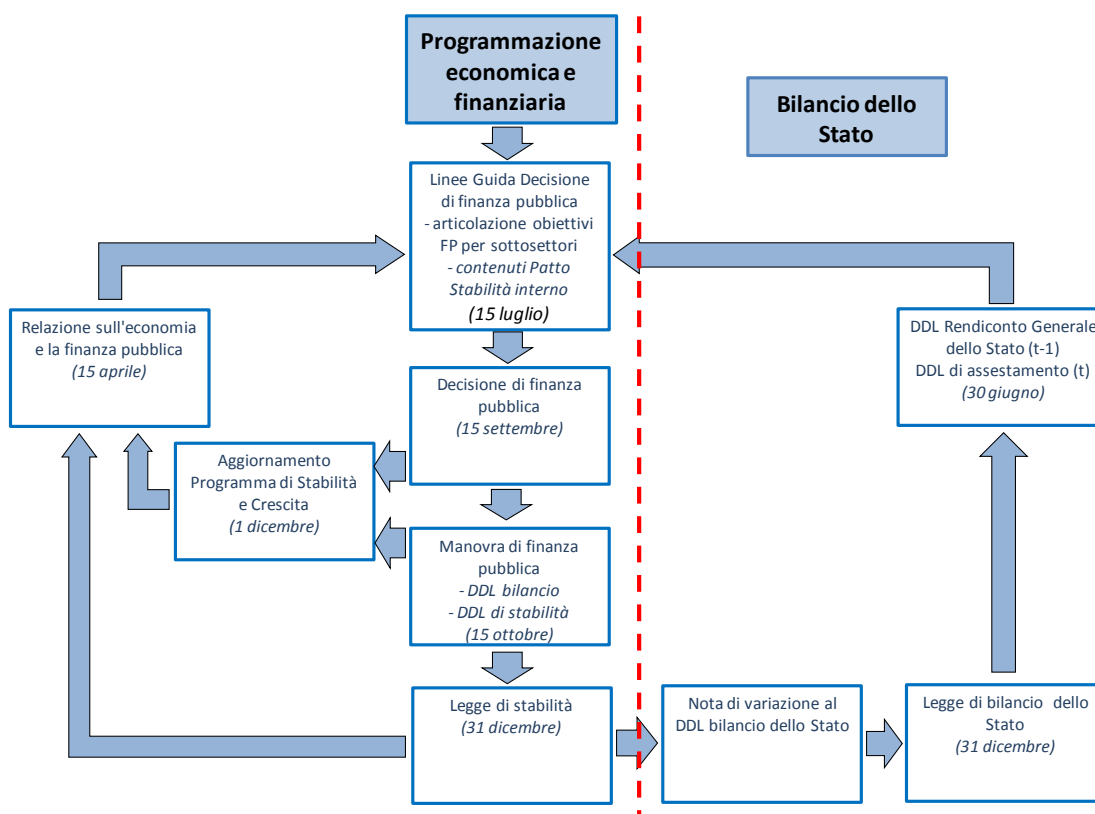 Programmazione
economica e
finanziaria
Bilancio dello
Stato
Linee Guida Decisione
di finanza pubblica
- articolazione obiettivi
FP per sottosettori
- contenuti Patto
Stabilità interno
(15 luglio)
Relazione sull'economia
e la finanza pubblica
(15 aprile)
DDL Rendiconto Generale
dello Stato (t-1)
DDL di assestamento (t)
(30 giugno)
Decisione di finanza
pubblica
(15 settembre)
Aggiornamento
Programma di Stabilità
e Crescita
(1 dicembre)
Manovra di finanza
pubblica
- DDL bilancio
- DDL di stabilità
(15 ottobre)
Legge di stabilità
(31 dicembre)
Nota di variazione al
DDL bilancio dello Stato
Legge di bilancio dello
Stato
(31 dicembre)